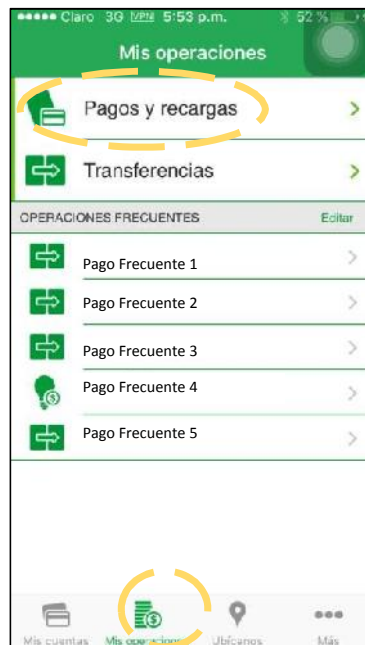 Claro 3G VPN 5:53 p.m. 52 %
Mis operaciones
Pagos y recargas
Transferencias
OPERACIONES FRECUENTES Editar
Pago Frecuente 1
Pago Frecuente 2
Pago Frecuente 3
Pago Frecuente 4
Pago Frecuente 5
Mis cuentas Mis operaciones Ubícanos Más